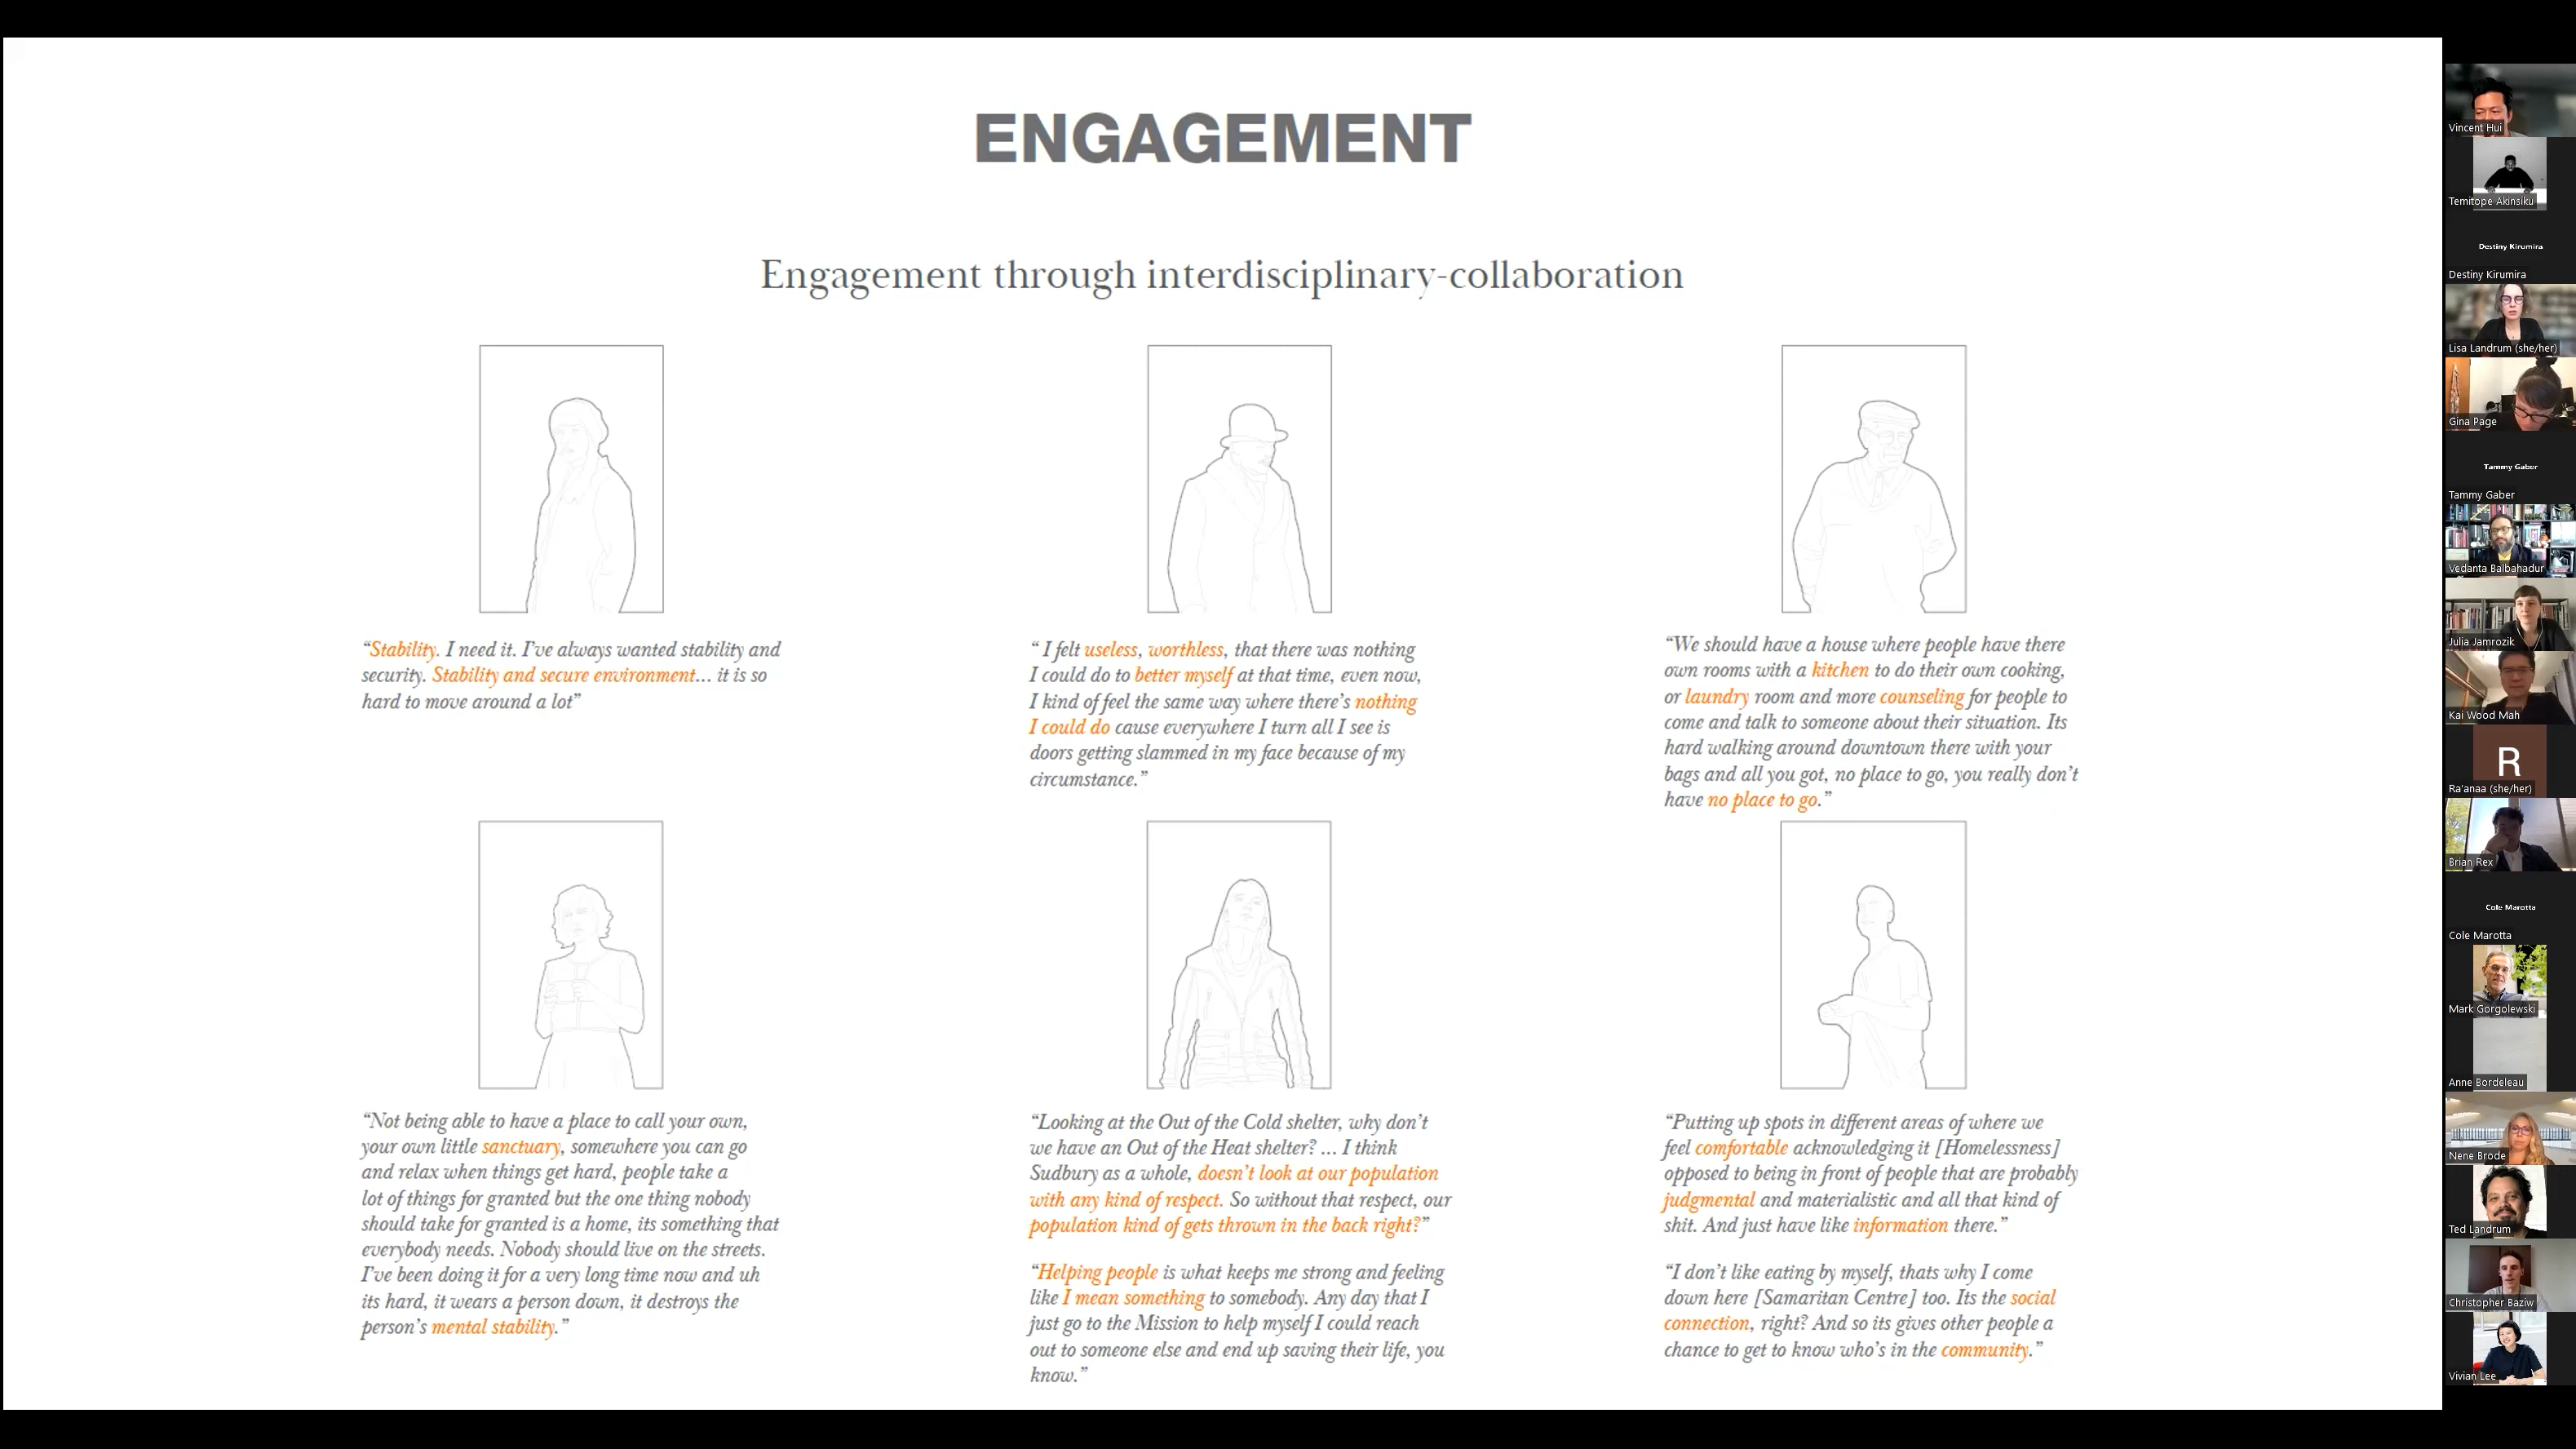 ENGAGEMENT
Engagement through interdisciplinary-collaboration
“Stability. I need it. I’ve always wanted stability and
security. Stability and secure environment... it is so
hard to move around a lot”
“ I felt useless, worthless, that there was nothing
I could do to better myself at that time, even now,
I kind of feel the same way where there’s nothing
I could do cause everywhere I turn all I see is
doors getting slammed in my face because of my
circumstance.”
“We should have a house where people have there
own rooms with a kitchen to do their own cooking,
or laundry room and more counseling for people to
come and talk to someone about their situation. Its
hard walking around downtown there with your
bags and all you got, no place to go, you really don’t
have no place to go.”
“Not being able to have a place to call your own,
your own little sanctuary, somewhere you can go
and relax when things get hard, people take a
lot of things for granted but the one thing nobody
should take for granted is a home, its something that
everybody needs. Nobody should live on the streets.
I’ve been doing it for a very long time now and uh
its hard, it wears a person down, it destroys the
person’s mental stability.”
“Looking at the Out of the Cold shelter, why don’t
we have an Out of the Heat shelter? ... I think
Sudbury as a whole, doesn’t look at our population
with any kind of respect. So without that respect, our
population kind of gets thrown in the back right?”
“Helping people is what keeps me strong and feeling
like I mean something to somebody. Any day that I
just go to the Mission to help myself I could reach
out to someone else and end up saving their life, you
know.”
“Putting up spots in different areas of where we
feel comfortable acknowledging it [Homelessness]
opposed to being in front of people that are probably
judgmental and materialistic and all that kind of
shit. And just have like information there.”
“I don’t like eating by myself, thats why I come
down here [Samaritan Centre] too. Its the social
connection, right? And so its gives other people a
chance to get to know who’s in the community.”
Vincent Hui
Temitope Akinsiku
Destiny Kirumira
Destiny Kirumira
Lisa Landrum (she/her)
Gina Page
Tammy Gaber
Tammy Gaber
Vedanta Balbahadur
Julia Jamrozik
Kai Wood Mah
R
Ra'anaa (she/her)
Brian Rex
Cole Marotta
Cole Marotta
Mark Gorgolewski
Anne Bordeleau
Nene Brode
Ted Landrum
Christopher Baziw
Vivian Lee